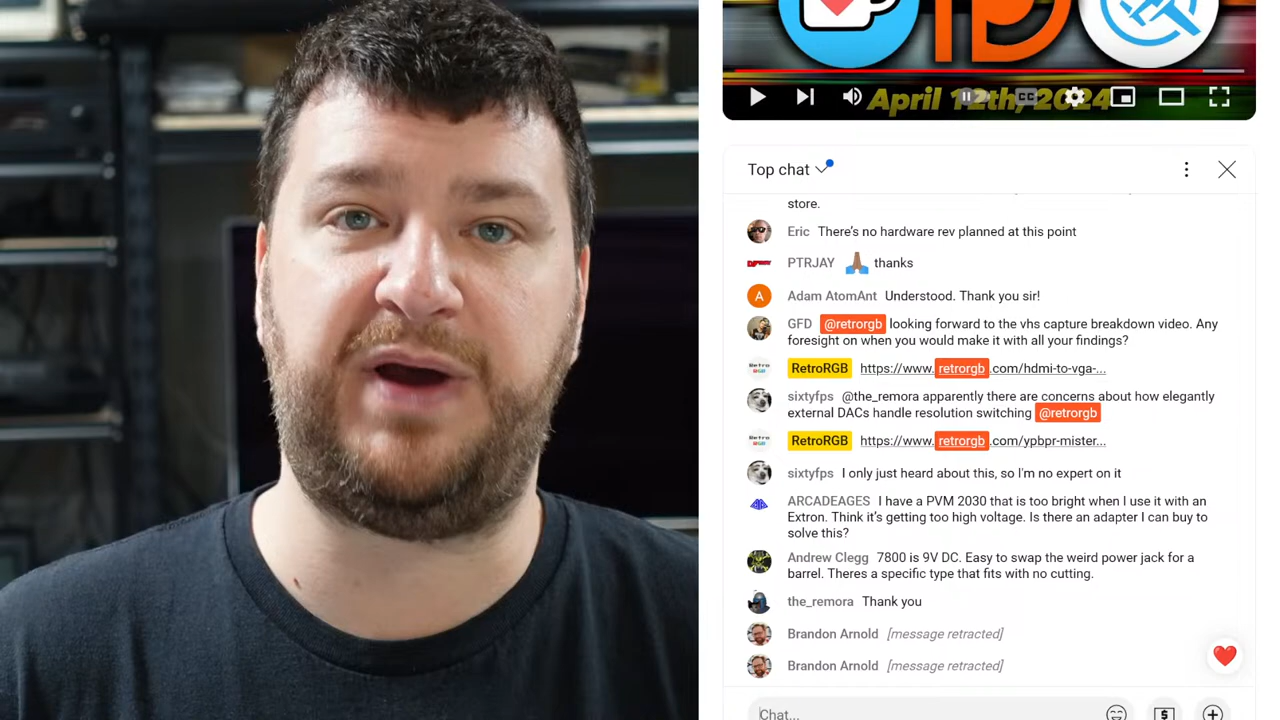 April 12th, 2024
CC
Top chat
store.
Eric There's no hardware rev planned at this point
PTRJAY 🙏🏽 thanks
A Adam AtomAnt Understood. Thank you sir!
GFD @retrorgb looking forward to the vhs capture breakdown video. Any
foresight on when you would make it with all your findings?
RetroRGB https://www.retrorgb.com/hdmi-to-vga-...
sixtyfps @the_remora apparently there are concerns about how elegantly
external DACs handle resolution switching @retrorgb
RetroRGB https://www.retrorgb.com/ypbpr-mister...
sixtyfps I only just heard about this, so I'm no expert on it
ARCADEAGES I have a PVM 2030 that is too bright when I use it with an
Extron. Think it's getting too high voltage. Is there an adapter I can buy to
solve this?
Andrew Clegg 7800 is 9V DC. Easy to swap the weird power jack for a
barrel. Theres a specific type that fits with no cutting.
the_remora Thank you
Brandon Arnold [message retracted]
Brandon Arnold [message retracted]
Chat...